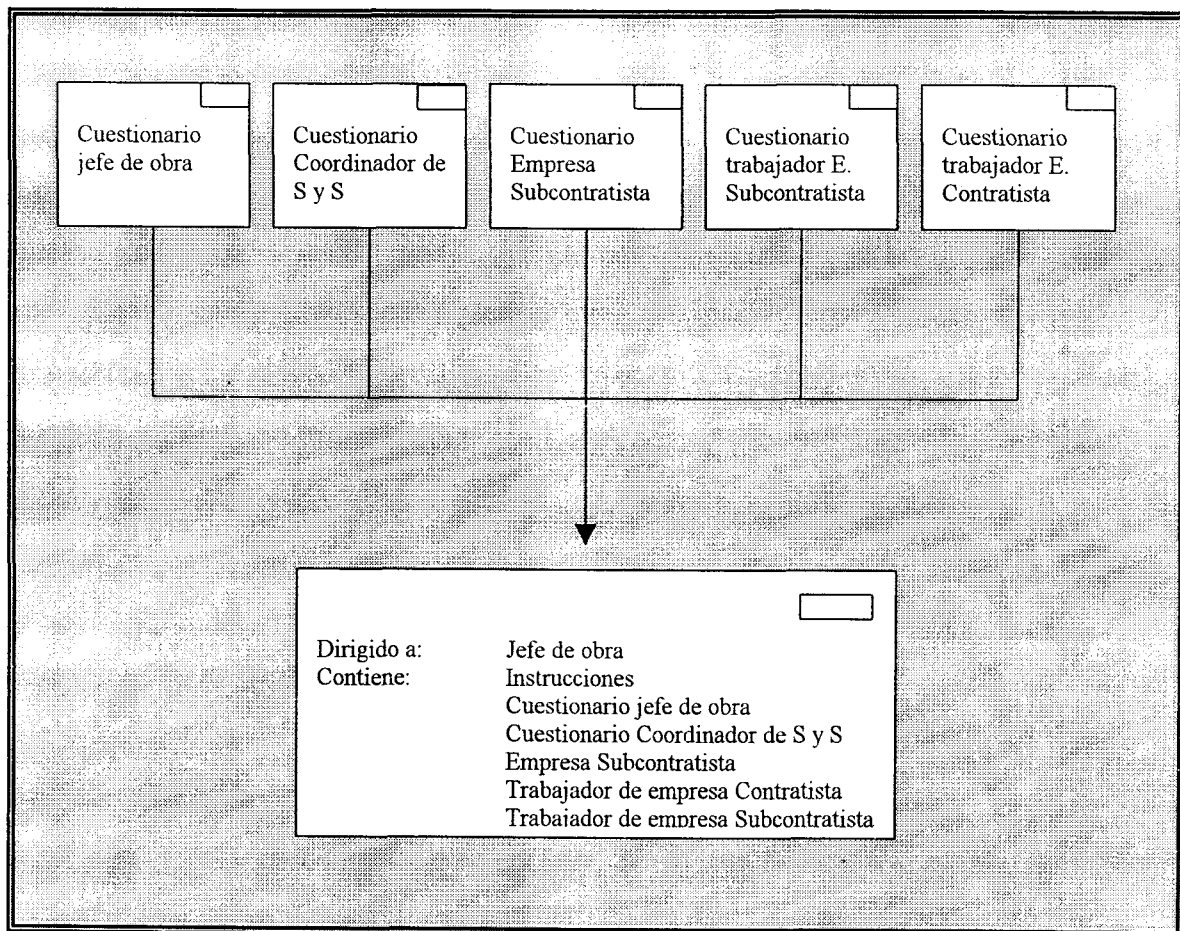 Cuestionario
jefe de obra
Cuestionario
Coordinador de
S y S
Cuestionario
Empresa
Subcontratista
Cuestionario
trabajador E.
Subcontratista
Cuestionario
trabajador E.
Contratista
Dirigido a: Jefe de obra
Contiene: Instrucciones
Cuestionario jefe de obra
Cuestionario Coordinador de S y S
Empresa Subcontratista
Trabajador de empresa Contratista
Trabajador de empresa Subcontratista